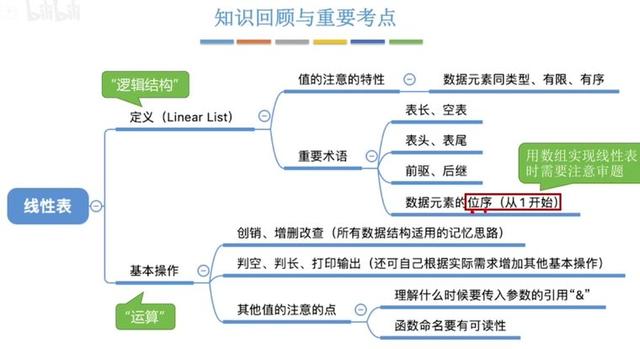 bilibili
知识回顾与重要考点
“逻辑结构”
值的注意的特性
数据元素同类型、有限、有序
定义（Linear List）
表长、空表
表头、表尾
重要术语
前驱、后继
用数组实现线性表
时需要注意审题
数据元素的位序（从1开始）
线性表
创销、增删改查（所有数据结构适用的记忆思路）
基本操作
判空、判长、打印输出（还可自己根据实际需求增加其他基本操作）
“运算”
其他值的注意的点
理解什么时候要传入参数的引用“&”
函数命名要有可读性